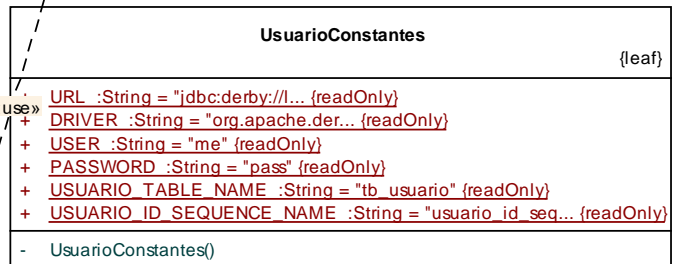 UsuarioConstantes
{leaf}
+ URL :String = "jdbc:derby://l... {readOnly}
use»
+ DRIVER :String = "org.apache.der... {readOnly}
+ USER :String = "me" {readOnly}
+ PASSWORD :String = "pass" {readOnly}
+ USUARIO_TABLE_NAME :String = "tb_usuario" {readOnly}
+ USUARIO_ID_SEQUENCE_NAME :String = "usuario_id_seq... {readOnly}
- UsuarioConstantes()